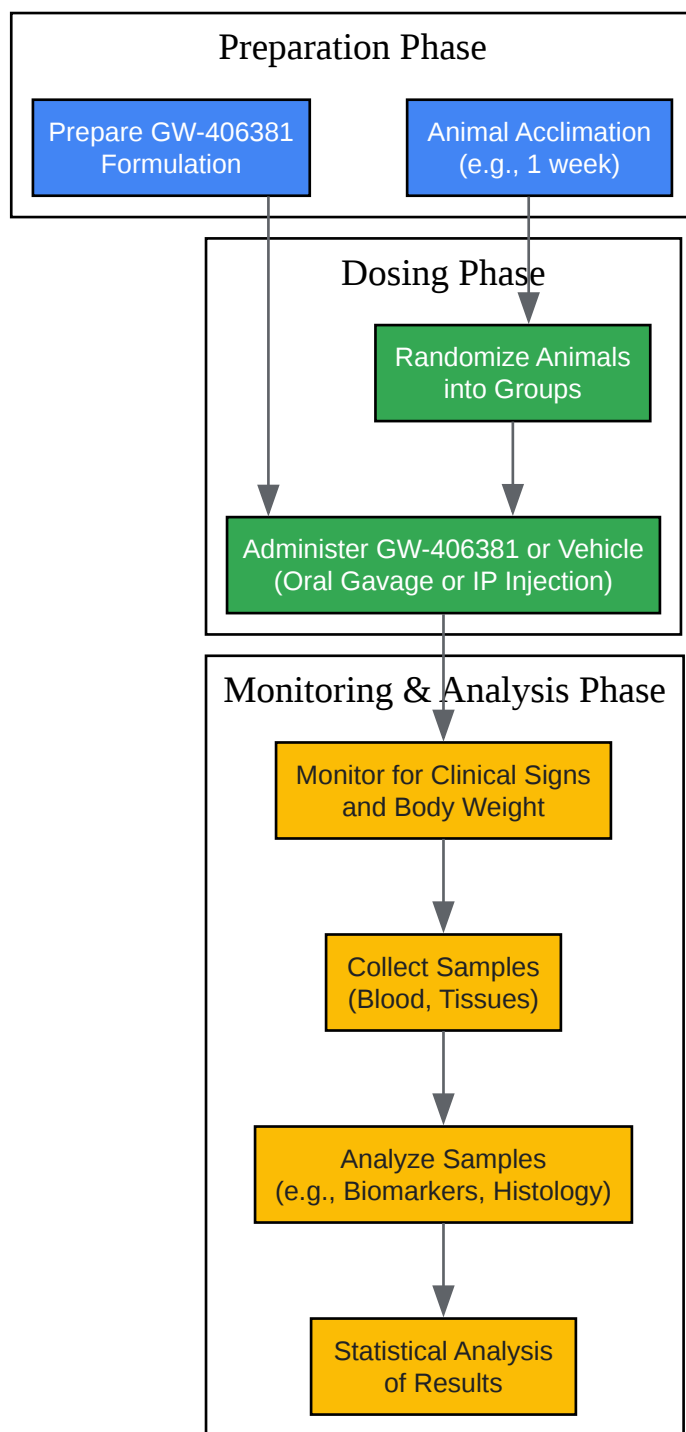 Preparation Phase
Prepare GW-406381
Formulation
Animal Acclimation
(e.g., 1 week)
Dosing Phase
Randomize Animals
into Groups
Administer GW-406381 or Vehicle
(Oral Gavage or IP Injection)
Monitoring & Analysis Phase
Monitor for Clinical Signs
and Body Weight
Collect Samples
(Blood, Tissues)
Analyze Samples
(e.g., Biomarkers, Histology)
Statistical Analysis
of Results